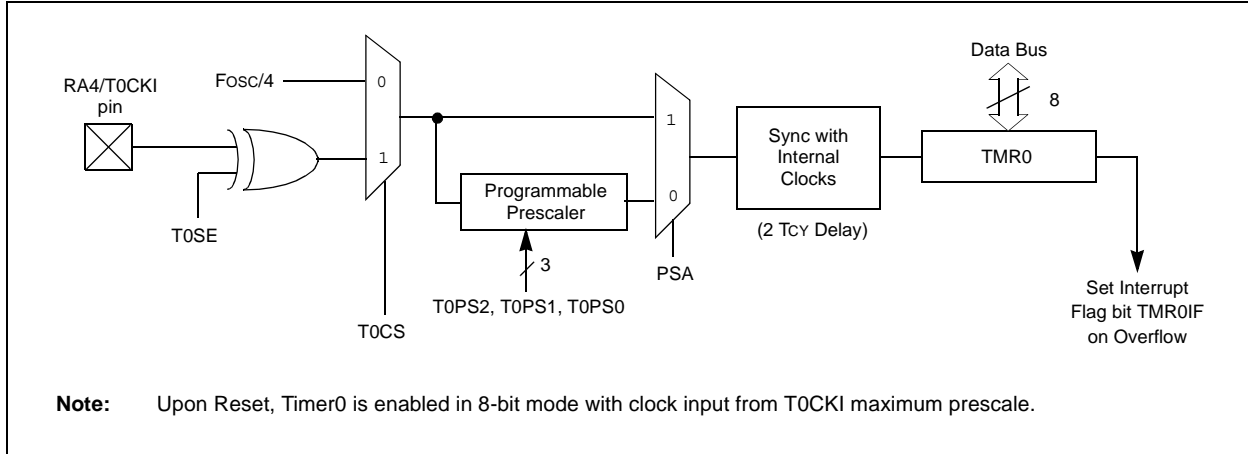 Data Bus
8
RA4/T0CKI
pin
FOSC/4
0
1
T0SE
T0CS
Programmable
Prescaler
3
T0PS2, T0PS1, T0PS0
1
0
PSA
Sync with
Internal
Clocks
(2 TCY Delay)
TMR0
Set Interrupt
Flag bit TMR0IF
on Overflow
Note: Upon Reset, Timer0 is enabled in 8-bit mode with clock input from T0CKI maximum prescale.